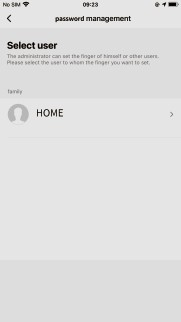 No SIM 09:23
password management
Select user
The administrator can set the finger of himself or other users.
Please select the user to whom the finger you want to set.
family
HOME